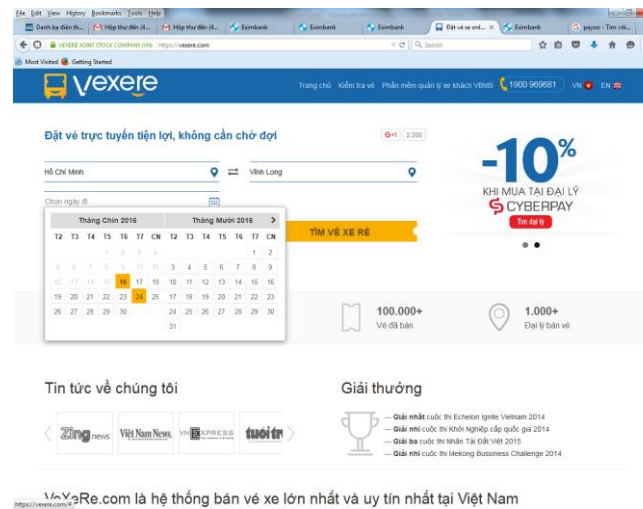 File Edit View History Bookmarks Tools Help
Danh bạ điện th... Hộp thư đến (4... Hộp thư đến (4... Eximbank Eximbank Eximbank Đặt vé xe onl... Eximbank payoo - Tìm với...
VEXERE JOINT STOCK COMPANY (VN) https://vexere.com Search
Most Visited Getting Started
vexere Trang chủ Kiểm tra vé Phần mềm quản lý xe khách VBMS 1900 969681 VN EN
Đặt vé trực tuyến tiện lợi, không cần chờ đợi
G+1 2.200
Hồ Chí Minh Vĩnh Long
Chọn ngày đi
-10%
KHI MUA TẠI ĐẠI LÝ
CYBERPAY
Tìm đại lý
TÌM VÉ XE RẺ
Tháng Chín 2016 Tháng Mười 2016
T2 T3 T4 T5 T6 T7 CN T2 T3 T4 T5 T6 T7 CN
1 2 3 4 1 2
5 6 7 8 9 10 11 3 4 5 6 7 8 9
12 13 14 15 16 17 18 10 11 12 13 14 15 16
19 20 21 22 23 24 25 17 18 19 20 21 22 23
26 27 28 29 30 24 25 26 27 28 29 30
31
100.000+
Vé đã bán
1.000+
Đại lý bán vé
Tin tức về chúng tôi
Zing news Việt Nam News VNEXPRESS tuổi tr
Giải thưởng
— Giải nhất cuộc thi Echelon Ignite Vietnam 2014
— Giải nhì cuộc thi Khởi Nghiệp cấp quốc gia 2014
— Giải ba cuộc thi Nhân Tài Đất Việt 2015
— Giải nhì cuộc thi Mekong Bussiness Challenge 2014
VeXeRe.com là hệ thống bán vé xe lớn nhất và uy tín nhất tại Việt Nam
https://vexere.com/#